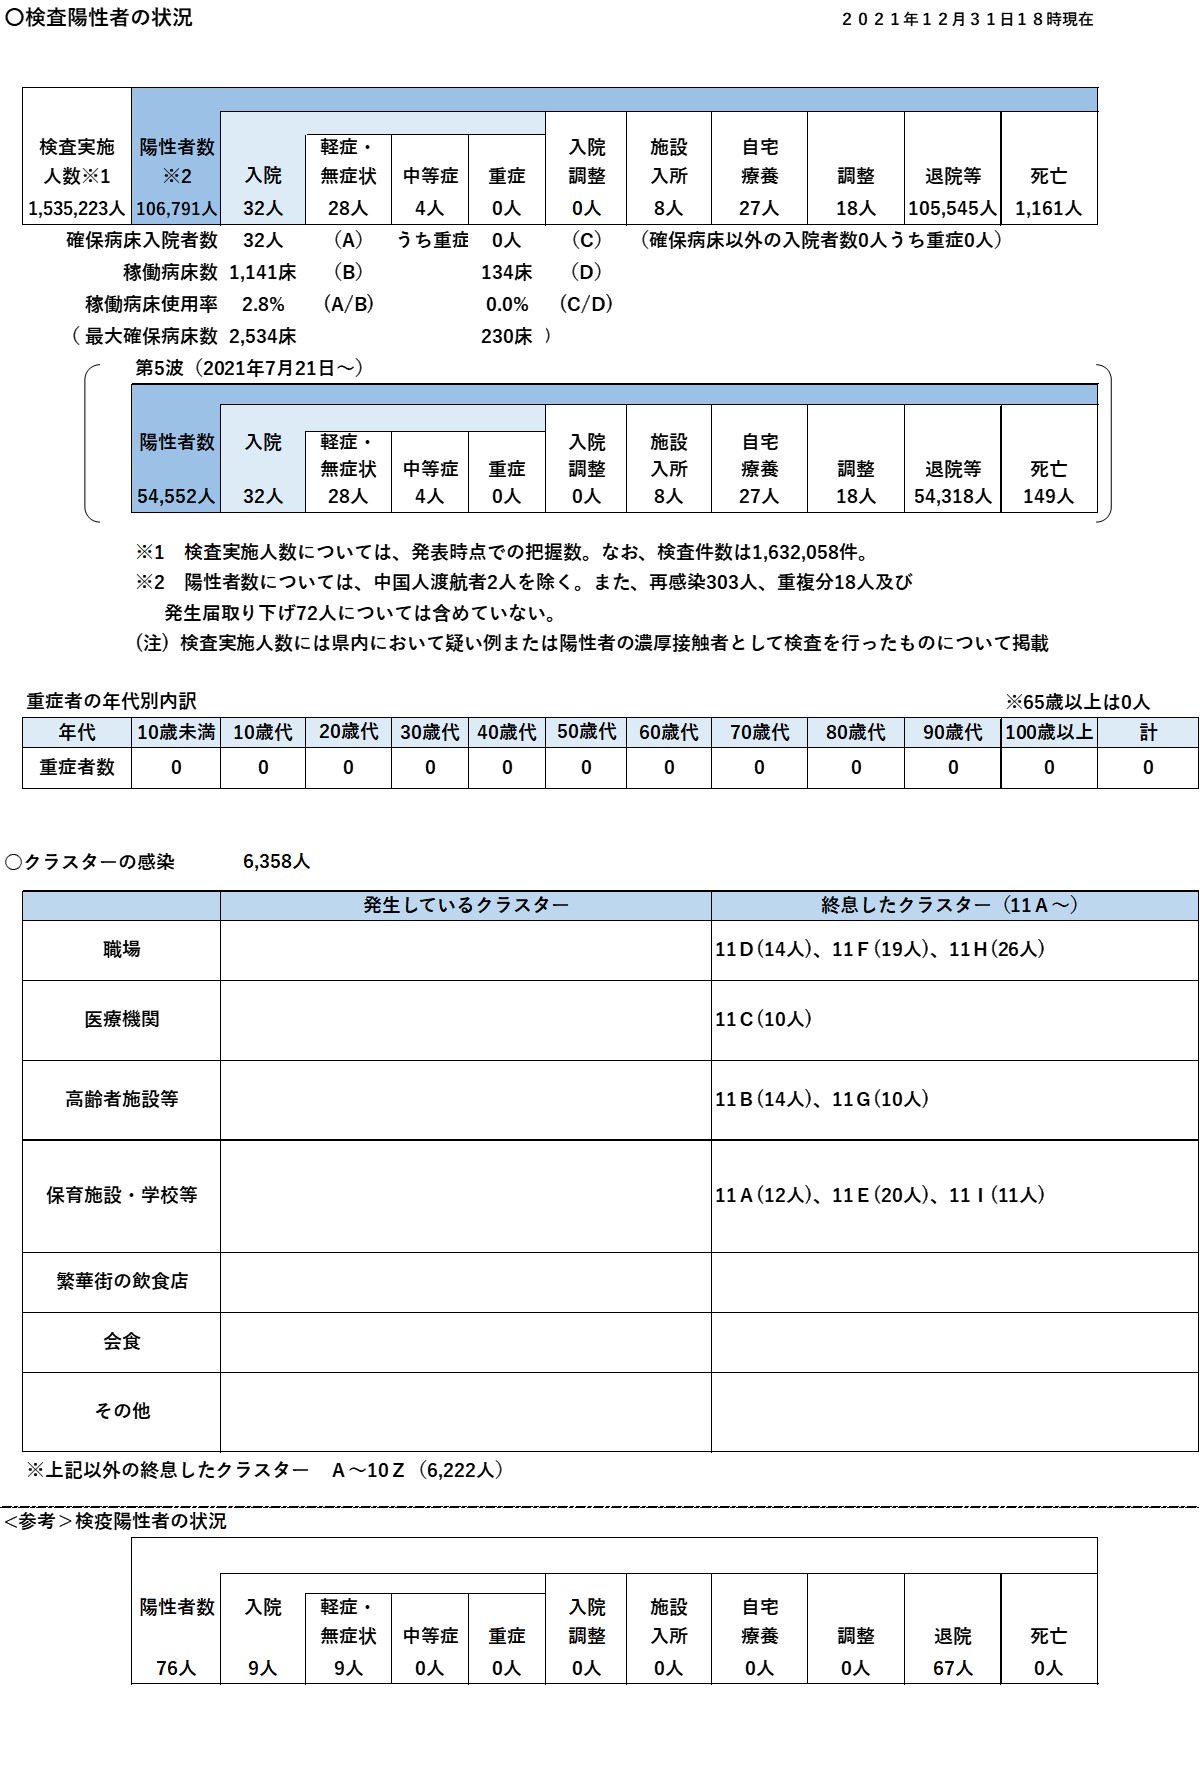 〇検査陽性者の状況
２０２１年１２月３１日１８時現在
検査実施人数※1 陽性者数※2 入院 軽症・無症状 中等症 重症 入院調整 施設入所 自宅療養 調整 退院等 死亡
1,535,223人 106,791人 32人 28人 4人 0人 0人 8人 27人 18人 105,545人 1,161人
確保病床入院者数 32人 （A） うち重症 0人 （C） （確保病床以外の入院者数0人うち重症0人）
稼働病床数 1,141床 （B） 134床 （D）
稼働病床使用率 2.8% (A/B) 0.0% (C/D)
（ 最大確保病床数 2,534床 230床 ）
第5波（2021年7月21日～）
陽性者数 入院 軽症・無症状 中等症 重症 入院調整 施設入所 自宅療養 調整 退院等 死亡
54,552人 32人 28人 4人 0人 0人 8人 27人 18人 54,318人 149人
※1　検査実施人数については、発表時点での把握数。なお、検査件数は1,632,058件。
※2　陽性者数については、中国人渡航者2人を除く。また、再感染303人、重複分18人及び
発生届取り下げ72人については含めていない。
(注) 検査実施人数には県内において疑い例または陽性者の濃厚接触者として検査を行ったものについて掲載
重症者の年代別内訳 ※65歳以上は0人
年代 10歳未満 10歳代 20歳代 30歳代 40歳代 50歳代 60歳代 70歳代 80歳代 90歳代 100歳以上 計
重症者数 0 0 0 0 0 0 0 0 0 0 0 0
○クラスターの感染 6,358人
発生しているクラスター 終息したクラスター（11Ａ～）
職場 11Ｄ(14人)、11Ｆ(19人)、11Ｈ(26人)
医療機関 11Ｃ(10人)
高齢者施設等 11Ｂ(14人)、11Ｇ(10人)
保育施設・学校等 11Ａ(12人)、11Ｅ(20人)、11Ｉ(11人)
繁華街の飲食店
会食
その他
※上記以外の終息したクラスター　Ａ～10Ｚ（6,222人）
＜参考＞検疫陽性者の状況
陽性者数 入院 軽症・無症状 中等症 重症 入院調整 施設入所 自宅療養 調整 退院 死亡
76人 9人 9人 0人 0人 0人 0人 0人 0人 67人 0人